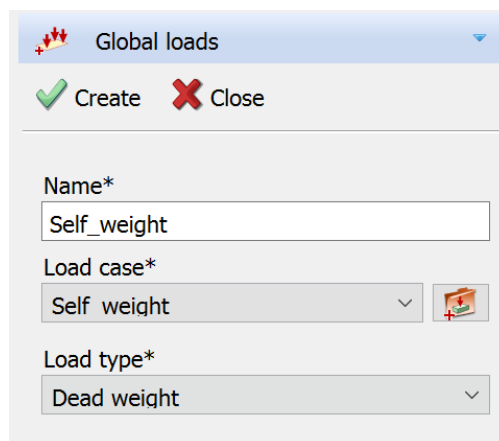 Global loads
Create Close
Name*
Self_weight
Load case*
Self_weight
Load type*
Dead weight